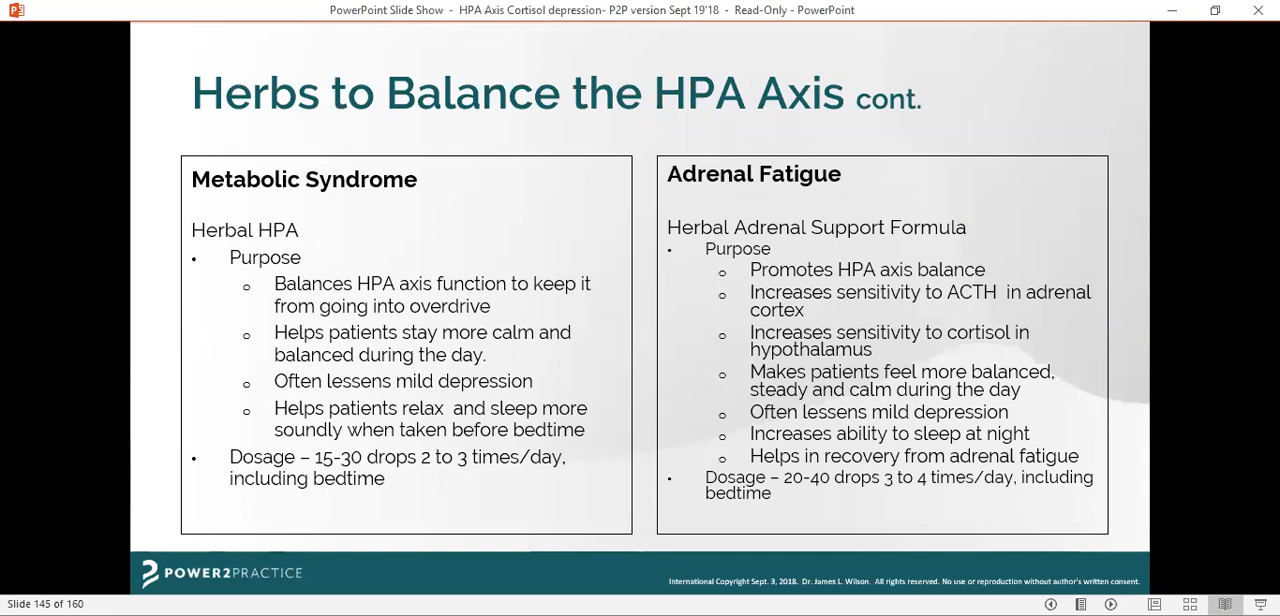 PowerPoint Slide Show - HPA Axis Cortisol depression- P2P version Sept 19'18 - Read-Only - PowerPoint
Herbs to Balance the HPA Axis cont.
Metabolic Syndrome
Herbal HPA
• Purpose
o Balances HPA axis function to keep it
from going into overdrive
o Helps patients stay more calm and
balanced during the day.
o Often lessens mild depression
o Helps patients relax and sleep more
soundly when taken before bedtime
• Dosage – 15-30 drops 2 to 3 times/day,
including bedtime
Adrenal Fatigue
Herbal Adrenal Support Formula
• Purpose
o Promotes HPA axis balance
o Increases sensitivity to ACTH in adrenal
cortex
o Increases sensitivity to cortisol in
hypothalamus
o Makes patients feel more balanced,
steady and calm during the day
o Often lessens mild depression
o Increases ability to sleep at night
o Helps in recovery from adrenal fatigue
• Dosage – 20-40 drops 3 to 4 times/day, including
bedtime
POWER2PRACTICE
International Copyright Sept. 3, 2018. Dr. James L. Wilson. All rights reserved. No use or reproduction without author's written consent.
Slide 145 of 160